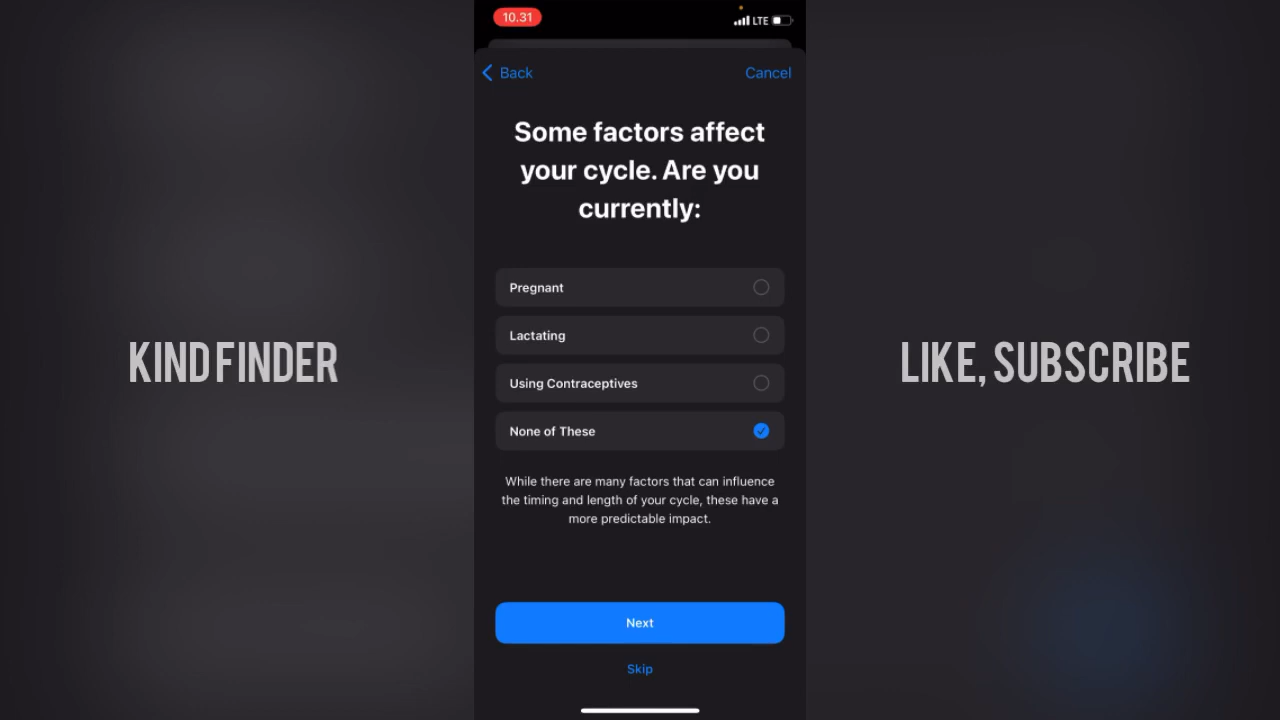 10.31
LTE
Back
Cancel
Some factors affect
your cycle. Are you
currently:
Pregnant
Lactating
Using Contraceptives
None of These
While there are many factors that can influence
the timing and length of your cycle, these have a
more predictable impact.
Next
Skip
KIND FINDER
LIKE, SUBSCRIBE